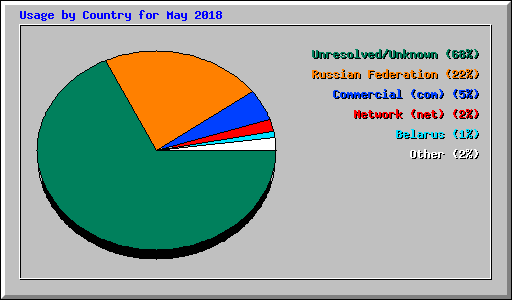 Usage by Country for May 2018
Unresolved/Unknown (68%)
Russian Federation (22%)
Commercial (com) (5%)
Network (net) (2%)
Belarus (1%)
Other (2%)